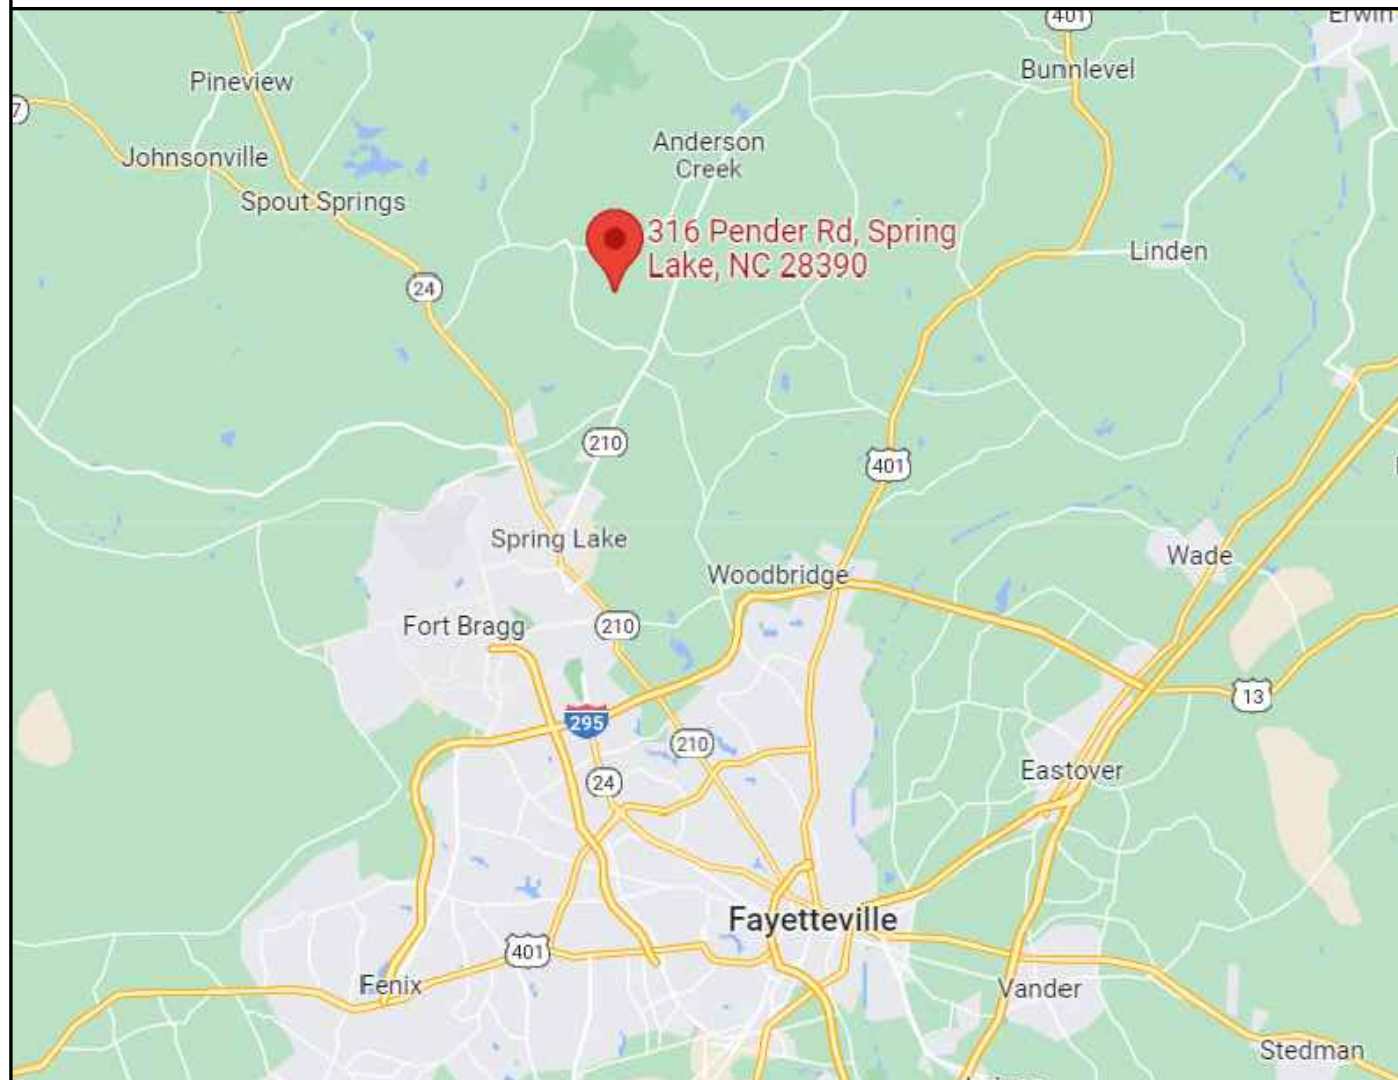 401
Erwin
Pineview
Bunnlevel
Anderson
Creek
Johnsonville
Spout Springs
316 Pender Rd, Spring
Lake, NC 28390
Linden
24
210
401
Spring Lake
Wade
Woodbridge
Fort Bragg
210
13
295
210
Eastover
24
Fayetteville
401
Fenix
Vander
Stedman